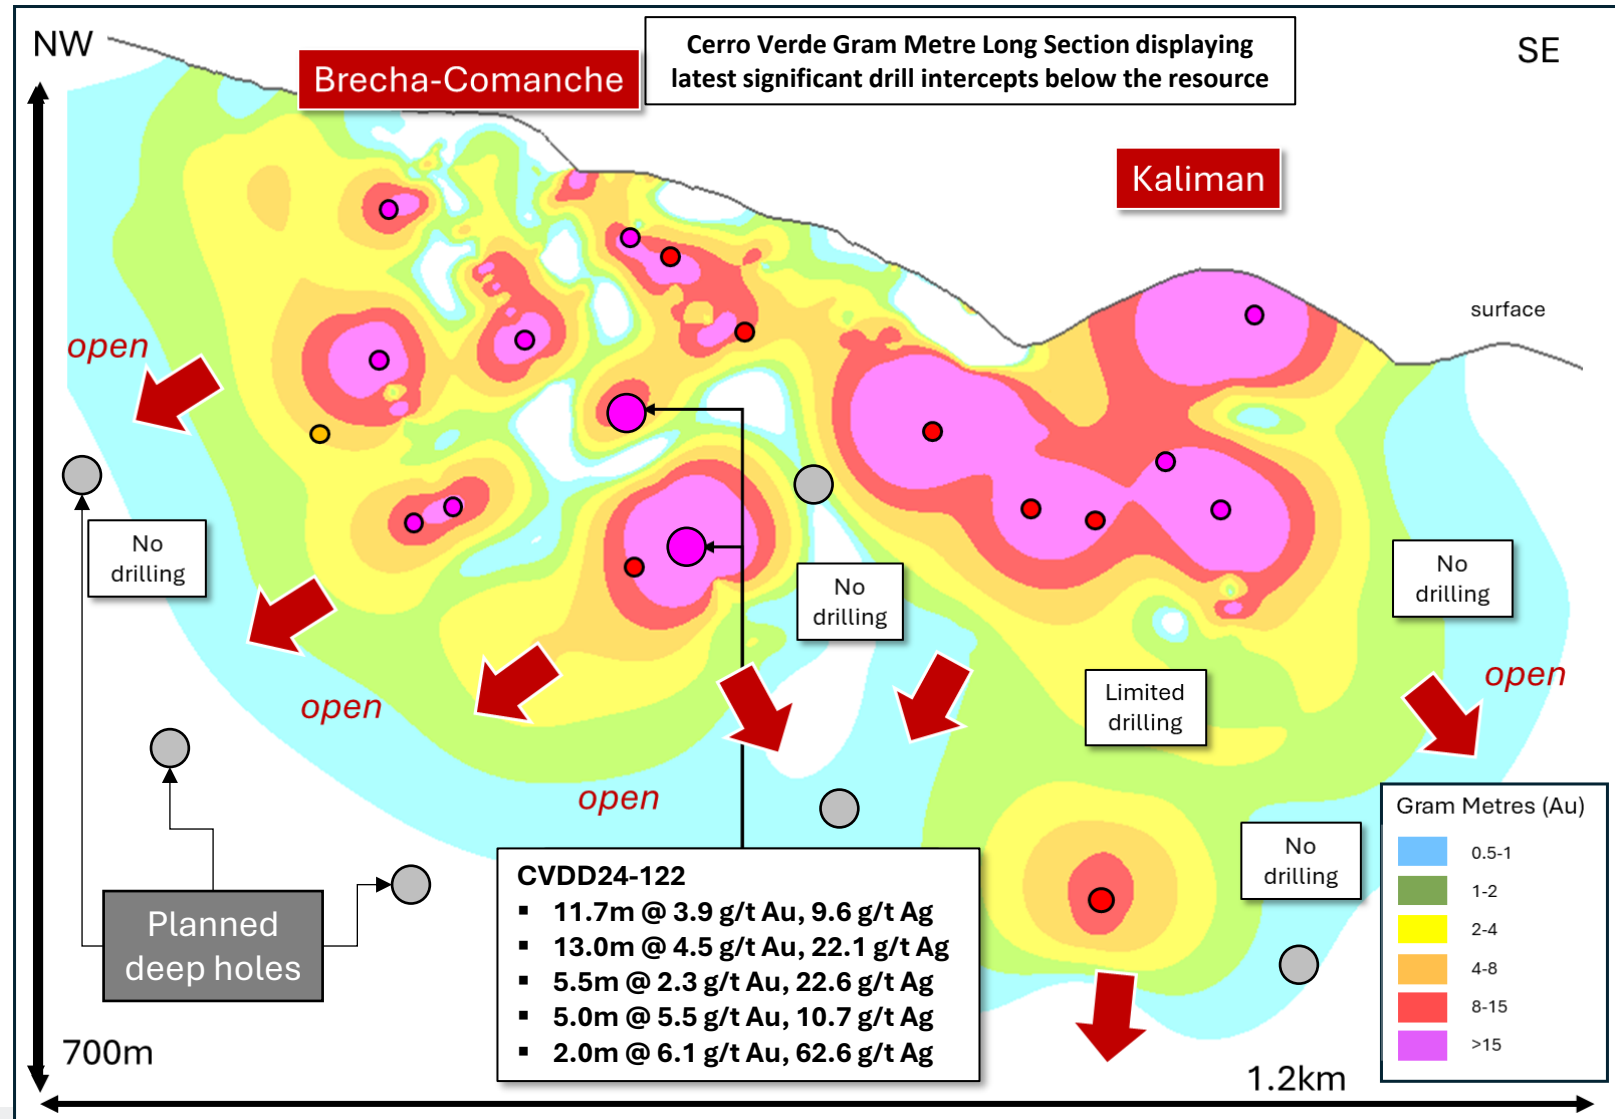 NW
Brecha-Comanche
Cerro Verde Gram Metre Long Section displaying
latest significant drill intercepts below the resource
SE
Kaliman
surface
open
No
drilling
No
drilling
No
drilling
open
open
Limited
drilling
open
Gram Metres (Au)
0.5-1
1-2
2-4
4-8
8-15
>15
No
drilling
CVDD24-122
▪ 11.7m @ 3.9 g/t Au, 9.6 g/t Ag
▪ 13.0m @ 4.5 g/t Au, 22.1 g/t Ag
▪ 5.5m @ 2.3 g/t Au, 22.6 g/t Ag
▪ 5.0m @ 5.5 g/t Au, 10.7 g/t Ag
▪ 2.0m @ 6.1 g/t Au, 62.6 g/t Ag
Planned
deep holes
700m
1.2km